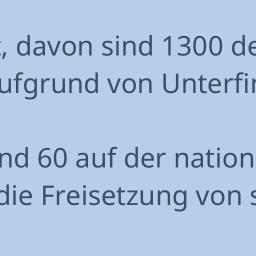 , davon sind 1300 de
ufgrund von Unterfin
nd 60 auf der nation
die Freisetzung von s